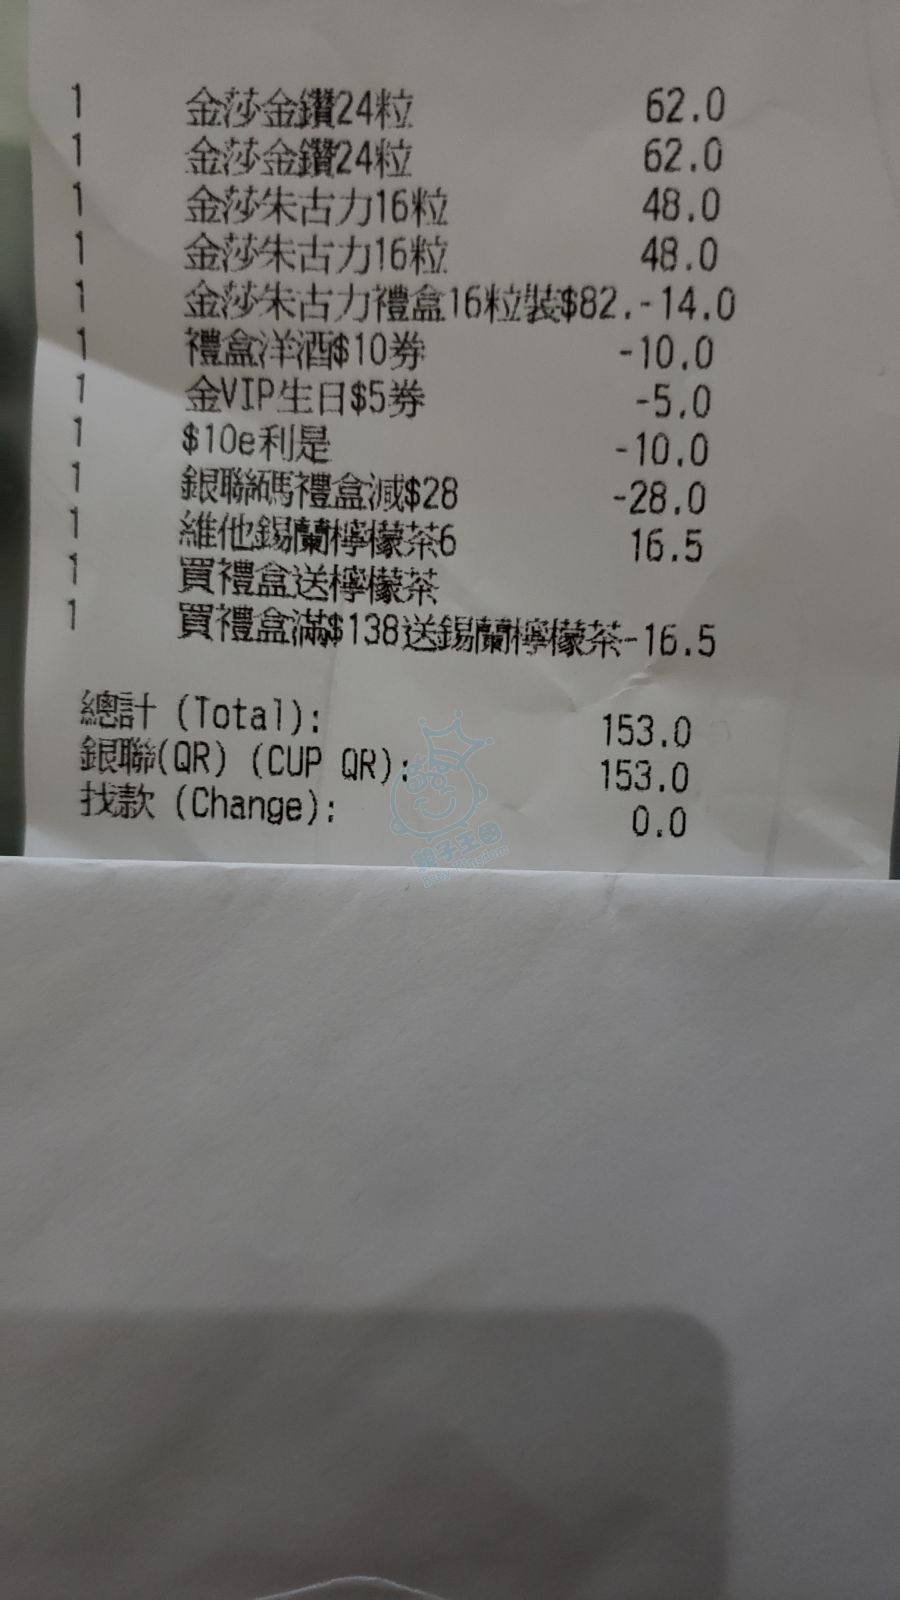 1 金莎金鑽24粒 62.0
1 金莎金鑽24粒 62.0
1 金莎朱古力16粒 48.0
1 金莎朱古力16粒 48.0
1 金莎朱古力禮盒16粒裝$82.-14.0
1 禮盒洋酒$10券 -10.0
1 金VIP生日$5券 -5.0
1 $10e利是 -10.0
1 銀聯碼禮盒減$28 -28.0
1 維他錫蘭檸檬茶6 16.5
1 買禮盒送檸檬茶
1 買禮盒滿$138送錫蘭檸檬茶-16.5
總計 (Total): 153.0
銀聯(QR) (CUP QR): 153.0
找款 (Change): 0.0
親子王國
Baby Kingdom